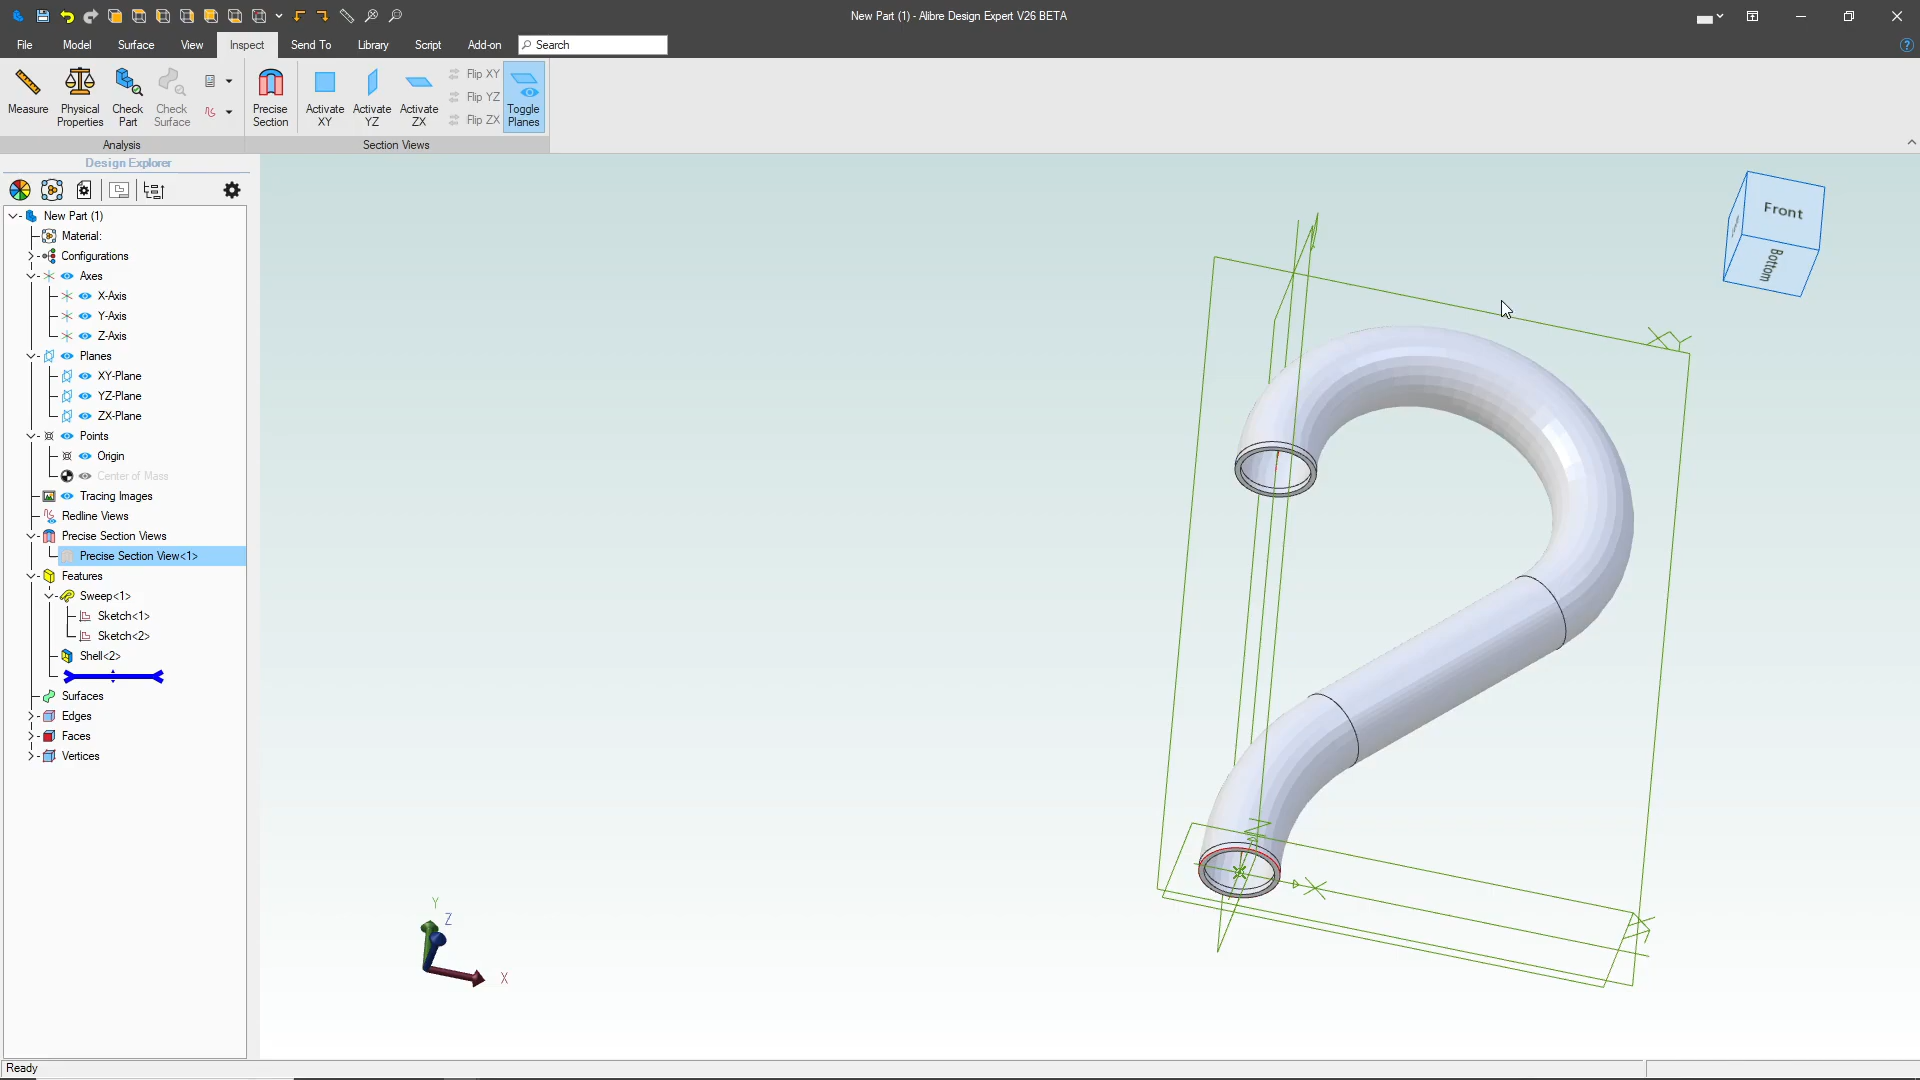 New Part (1) - Alibre Design Expert V26 BETA
File Model Surface View Inspect Send To Library Script Add-on Search
Measure
Physical Properties
Check Part
Check Surface
Precise Section
Activate XY
Activate YZ
Activate ZX
Flip XY
Flip YZ
Flip ZX
Toggle Planes
Analysis
Section Views
Design Explorer
New Part (1)
Material:
Configurations
Axes
X-Axis
Y-Axis
Z-Axis
Planes
XY-Plane
YZ-Plane
ZX-Plane
Points
Origin
Center of Mass
Tracing Images
Redline Views
Precise Section Views
Precise Section View<1>
Features
Sweep<1>
Sketch<1>
Sketch<2>
Shell<2>
Surfaces
Edges
Faces
Vertices
Front
Bottom
Y
Z
X
Ready